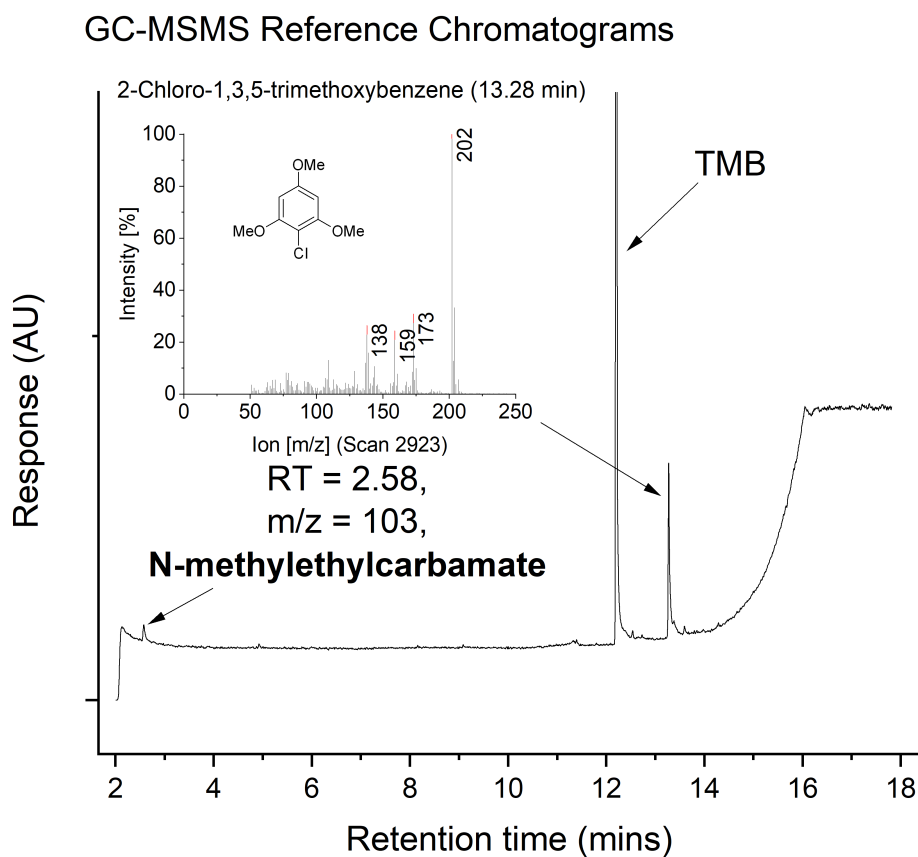 GC-MSMS Reference Chromatograms
2-Chloro-1,3,5-trimethoxybenzene (13.28 min)
Intensity [%]
100
80
60
40
20
0
OMe
MeO
OMe
Cl
138
159
173
202
0 50 100 150 200 250
Ion [m/z] (Scan 2923)
TMB
RT = 2.58,
m/z = 103,
N-methylethylcarbamate
Response (AU)
2 4 6 8 10 12 14 16 18
Retention time (mins)